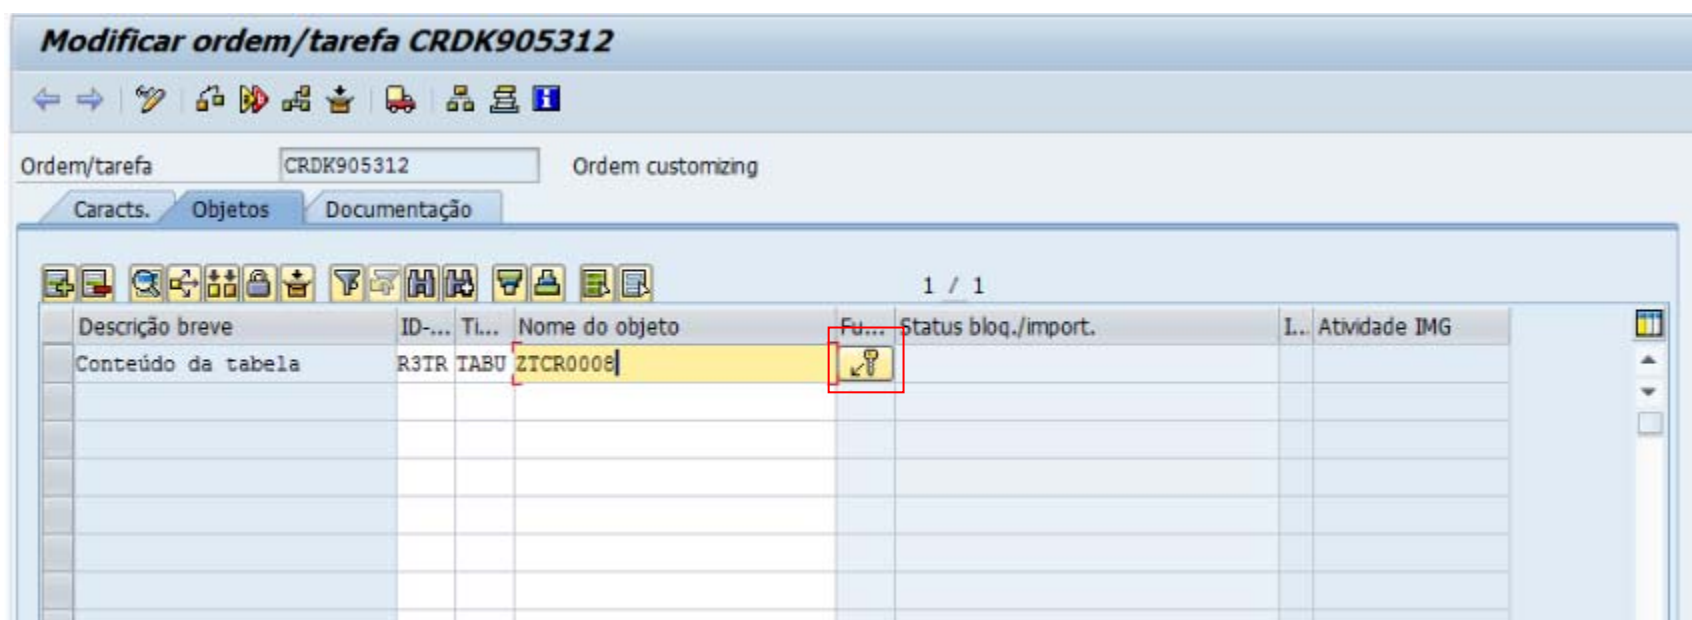 Modificar ordem/tarefa CRDK905312
Ordem/tarefa CRDK905312 Ordem customizing
Caracts. Objetos Documentação
1 / 1
Descrição breve ID-... Ti... Nome do objeto Fu... Status bloq./import. I... Atividade IMG
Conteúdo da tabela R3TR TABU ZTCR0008